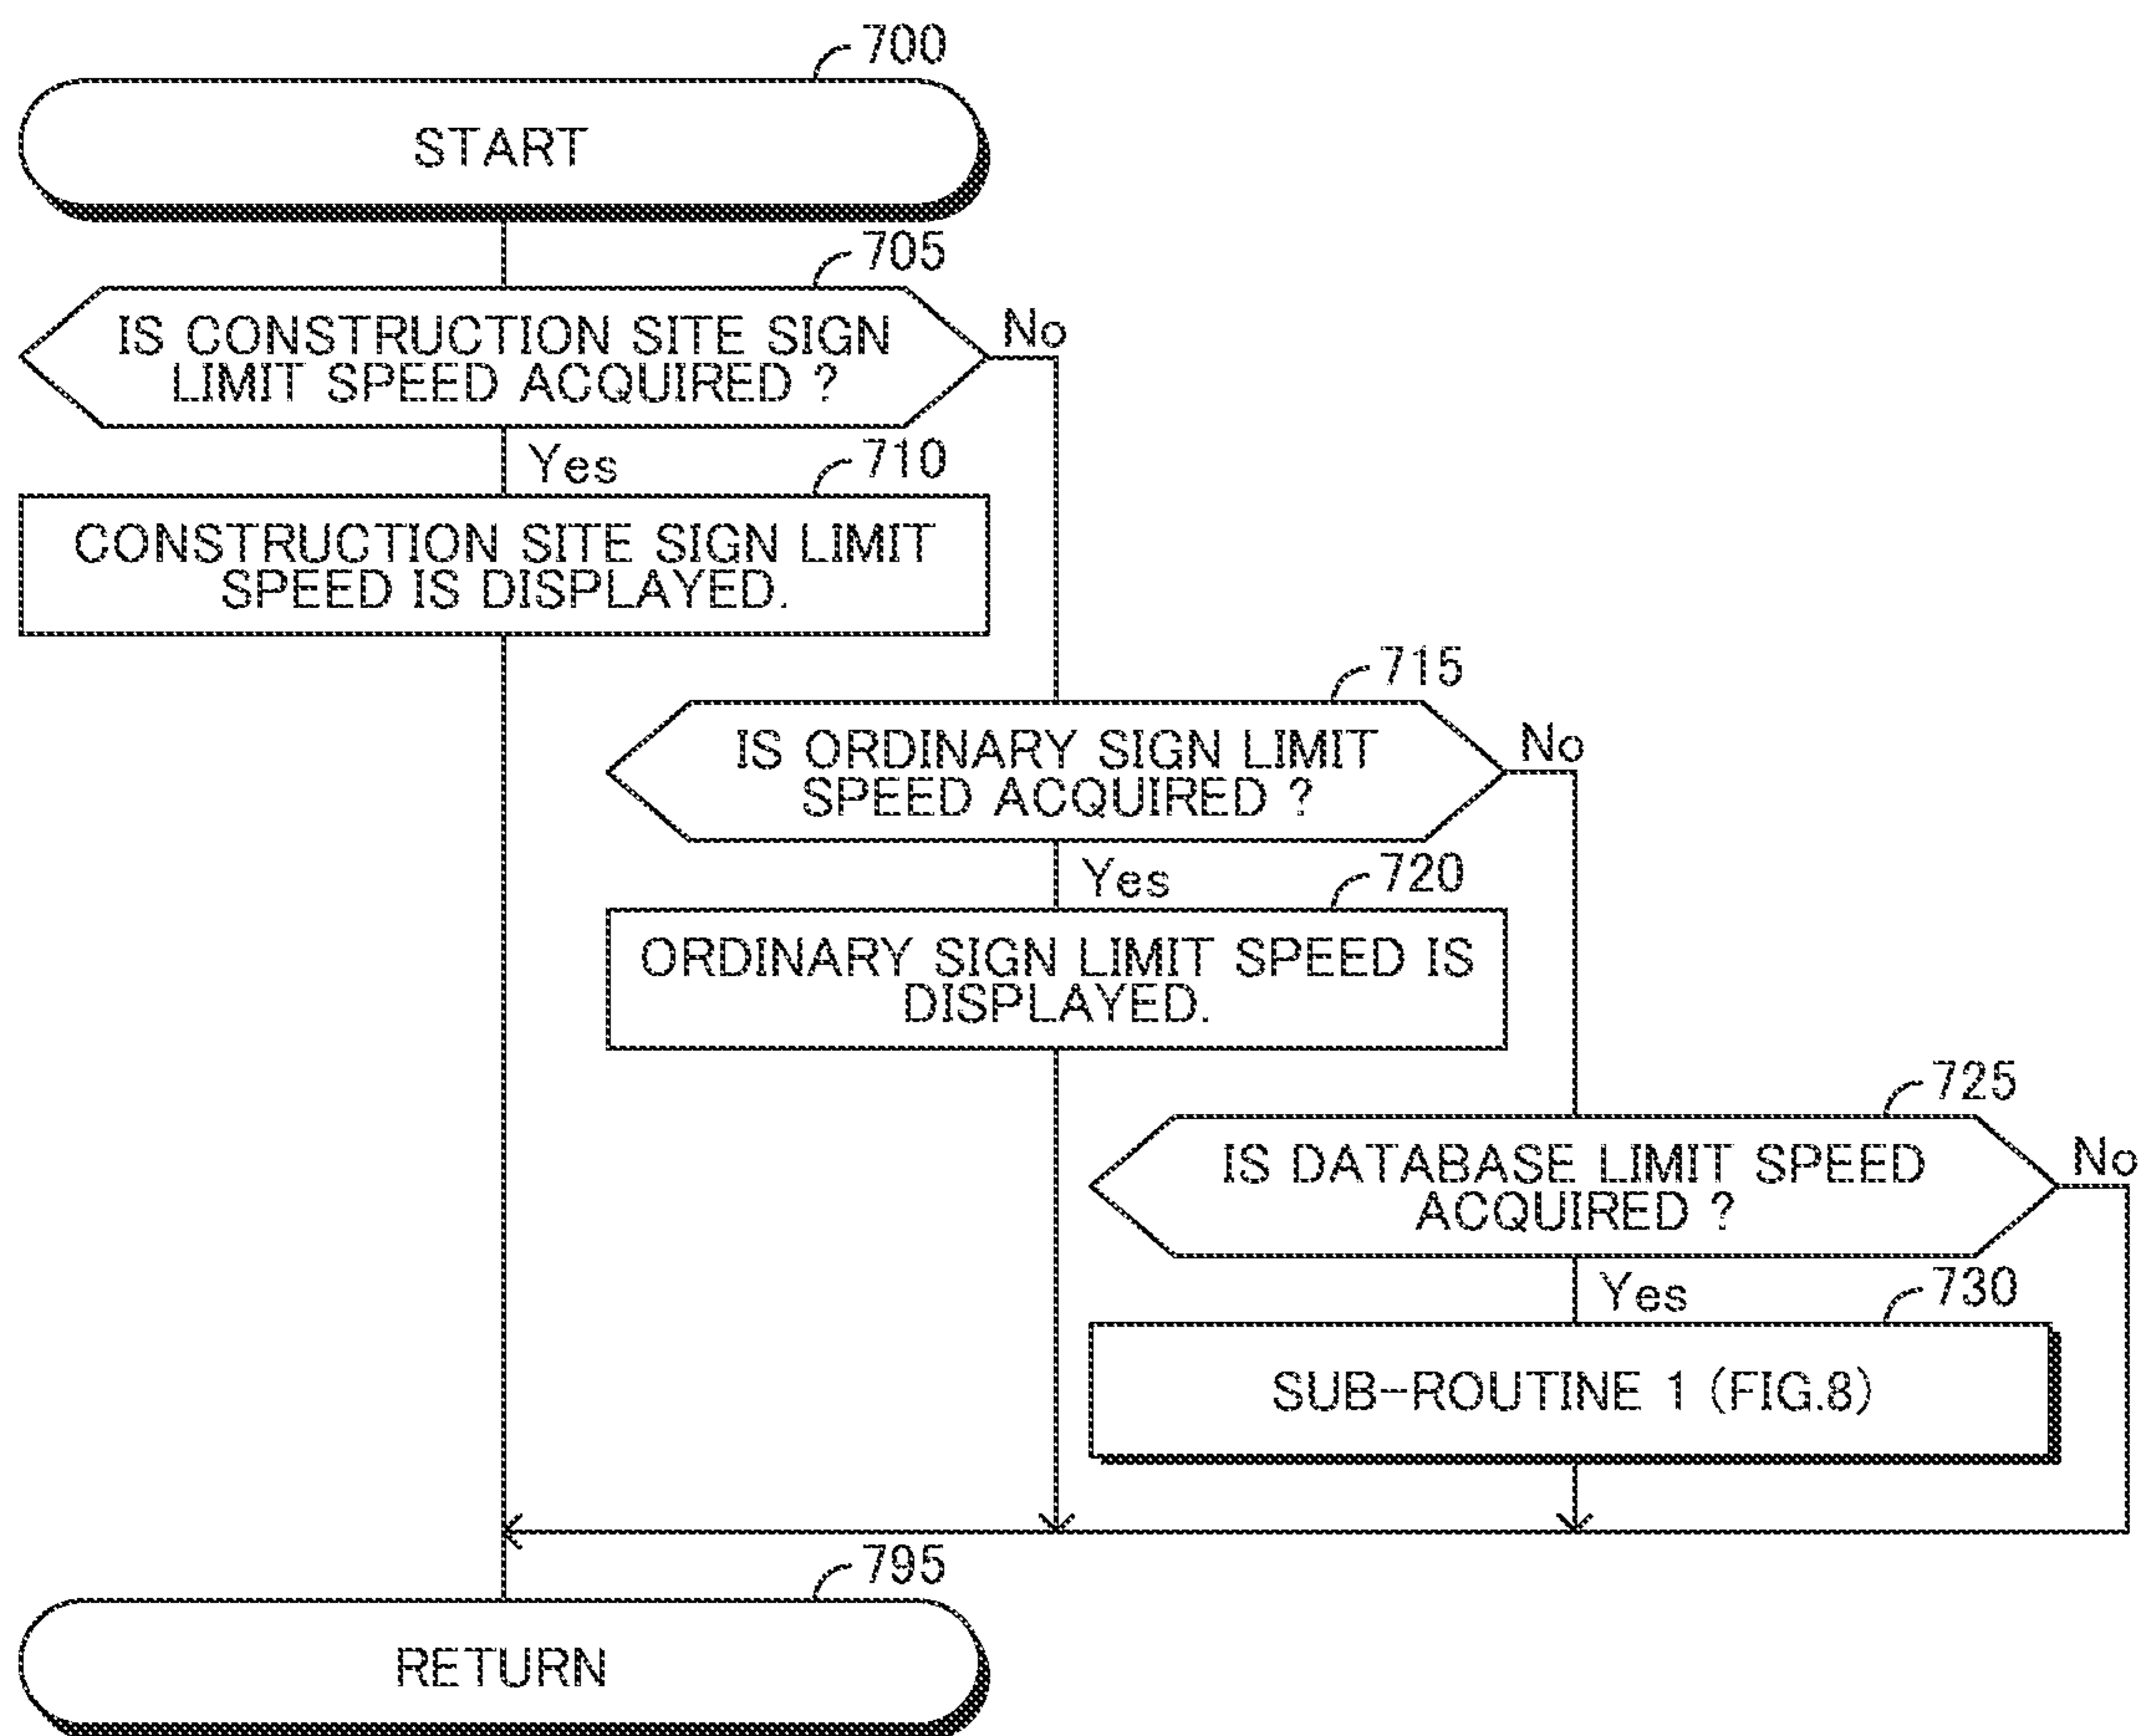 700
START
705
IS CONSTRUCTION SITE SIGN
LIMIT SPEED ACQUIRED ?
No
Yes
710
CONSTRUCTION SITE SIGN LIMIT
SPEED IS DISPLAYED.
715
IS ORDINARY SIGN LIMIT
SPEED ACQUIRED ?
No
Yes
720
ORDINARY SIGN LIMIT SPEED IS
DISPLAYED.
725
IS DATABASE LIMIT SPEED
ACQUIRED ?
No
Yes
730
SUB-ROUTINE 1 (FIG.8)
795
RETURN